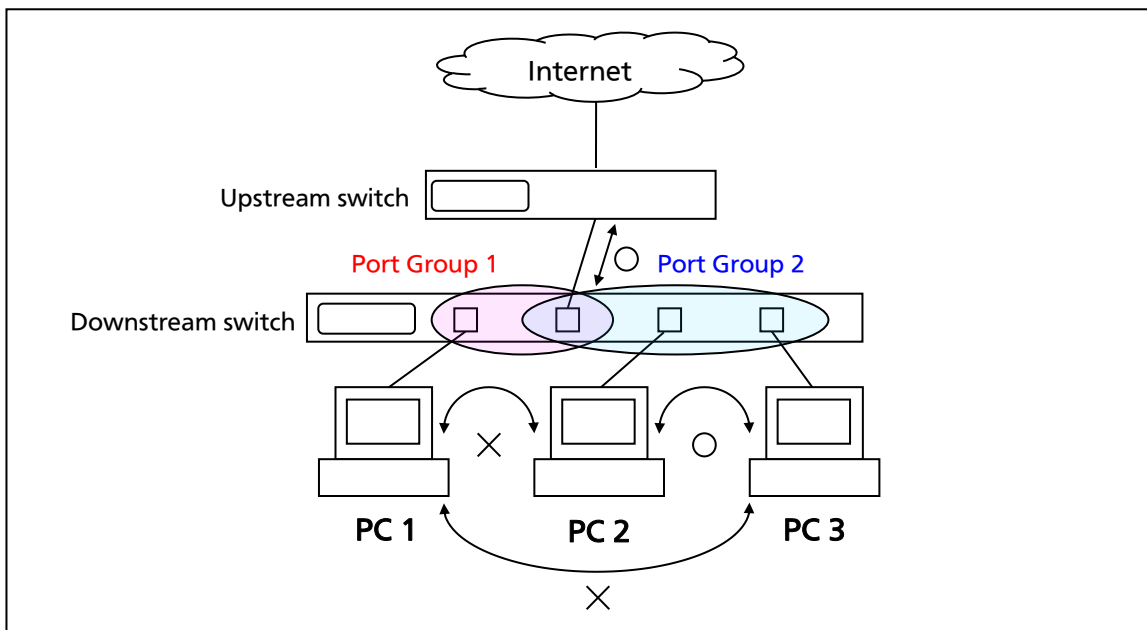 Internet
Upstream switch
Port Group 1
Port Group 2
Downstream switch
PC 1
PC 2
PC 3